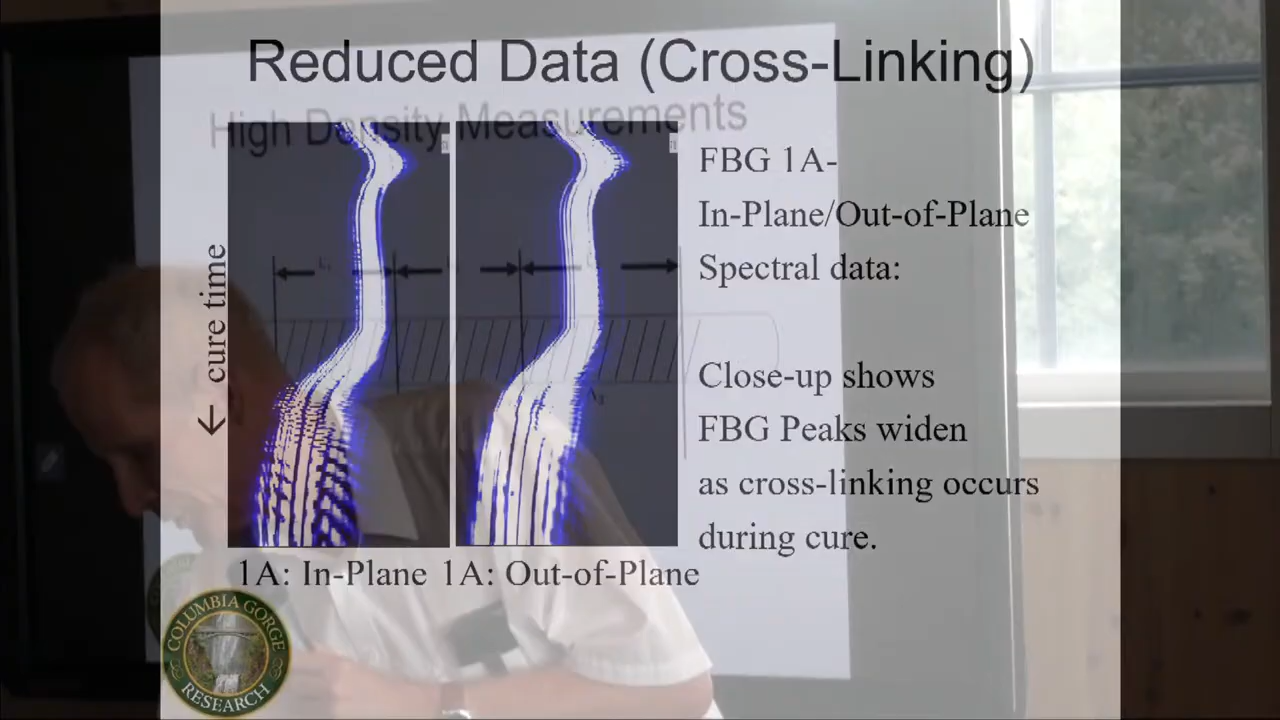 Reduced Data (Cross-Linking)
High Density Measurements
FBG 1A-
In-Plane/Out-of-Plane
Spectral data:
Close-up shows
FBG Peaks widen
as cross-linking occurs
during cure.
← cure time
1A: In-Plane 1A: Out-of-Plane
COLUMBIA GORGE
RESEARCH